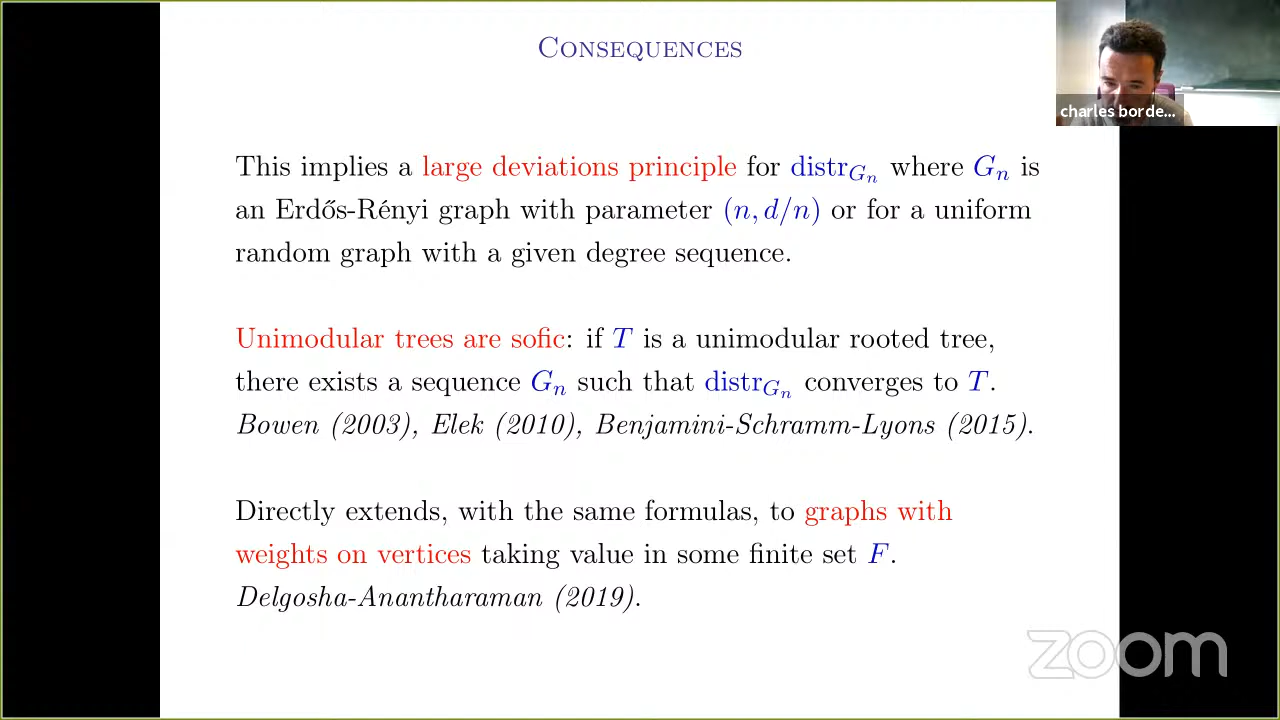 Consequences
charles borde...
This implies a large deviations principle for distr_{G_n} where G_n is
an Erdős-Rényi graph with parameter (n, d/n) or for a uniform
random graph with a given degree sequence.
Unimodular trees are sofic: if T is a unimodular rooted tree,
there exists a sequence G_n such that distr_{G_n} converges to T.
Bowen (2003), Elek (2010), Benjamini-Schramm-Lyons (2015).
Directly extends, with the same formulas, to graphs with
weights on vertices taking value in some finite set F.
Delgosha-Anantharaman (2019).
zoom